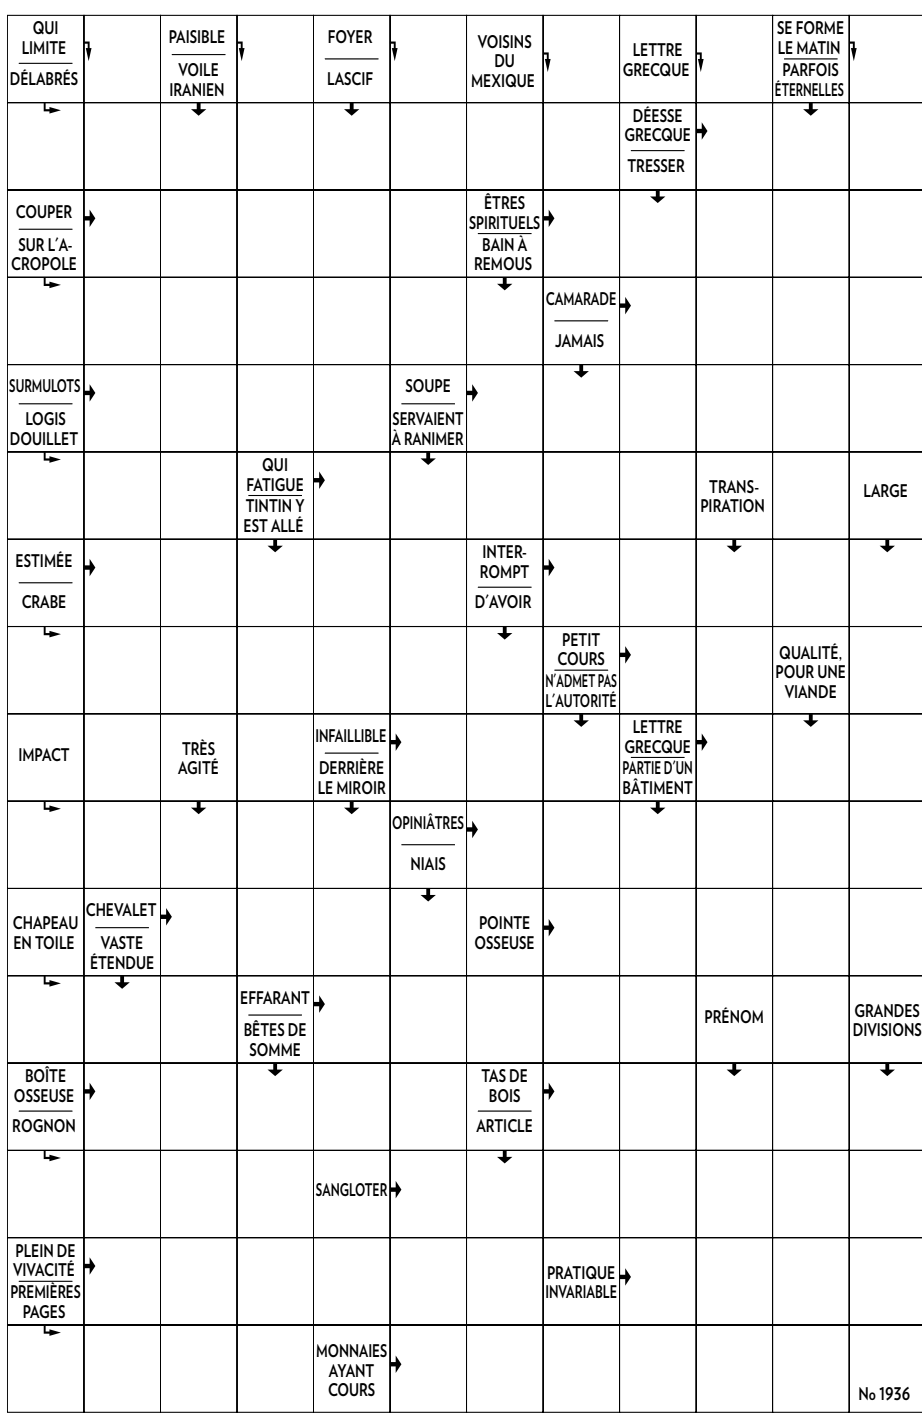 QUI
LIMITE
DÉLABRÉS
PAISIBLE
VOILE
IRANIEN
FOYER
LASCIF
VOISINS
DU
MEXIQUE
LETTRE
GRECQUE
SE FORME
LE MATIN
PARFOIS
ÉTERNELLES
DÉESSE
GRECQUE
TRESSER
COUPER
SUR L'A-
CROPOLE
ÊTRES
SPIRITUELS
BAIN À
REMOUS
CAMARADE
JAMAIS
SURMULOTS
LOGIS
DOUILLET
SOUPE
SERVAIENT
À RANIMER
QUI
FATIGUE
TINTIN Y
EST ALLÉ
TRANS-
PIRATION
LARGE
ESTIMÉE
CRABE
INTER-
ROMPT
D'AVOIR
PETIT
COURS
N'ADMET PAS
L'AUTORITÉ
QUALITÉ,
POUR UNE
VIANDE
IMPACT
TRÈS
AGITÉ
INFAILLIBLE
DERRIÈRE
LE MIROIR
LETTRE
GRECQUE
PARTIE D'UN
BÂTIMENT
OPINIÂTRES
NIAIS
CHAPEAU
EN TOILE
CHEVALET
VASTE
ÉTENDUE
POINTE
OSSEUSE
EFFARANT
BÊTES DE
SOMME
PRÉNOM
GRANDES
DIVISIONS
BOÎTE
OSSEUSE
ROGNON
TAS DE
BOIS
ARTICLE
SANGLOTER
PLEIN DE
VIVACITÉ
PREMIÈRES
PAGES
PRATIQUE
INVARIABLE
MONNAIES
AYANT
COURS
No 1936